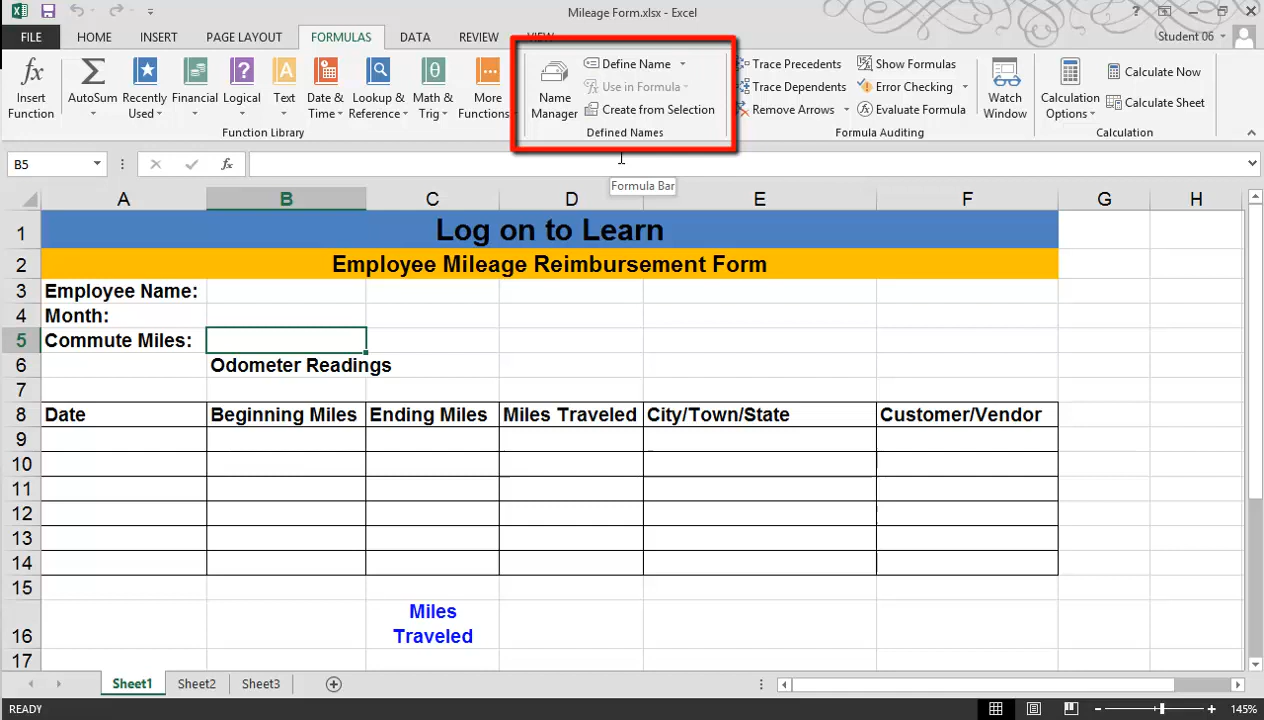 Mileage Form.xlsx - Excel
?
FILE HOME INSERT PAGE LAYOUT FORMULAS DATA REVIEW VIEW Student 06
Insert Function
AutoSum
Recently Used
Financial
Logical
Text
Date & Time
Lookup & Reference
Math & Trig
More Functions
Function Library
Name Manager
Define Name
Use in Formula
Create from Selection
Defined Names
Trace Precedents
Trace Dependents
Remove Arrows
Show Formulas
Error Checking
Evaluate Formula
Formula Auditing
Watch Window
Calculation Options
Calculate Now
Calculate Sheet
Calculation
B5 fx
Formula Bar
A B C D E F G H
1 Log on to Learn
2 Employee Mileage Reimbursement Form
3 Employee Name:
4 Month:
5 Commute Miles:
6 Odometer Readings
7
8 Date Beginning Miles Ending Miles Miles Traveled City/Town/State Customer/Vendor
9
10
11
12
13
14
15
Miles
16 Traveled
17
Sheet1 Sheet2 Sheet3
READY 145%